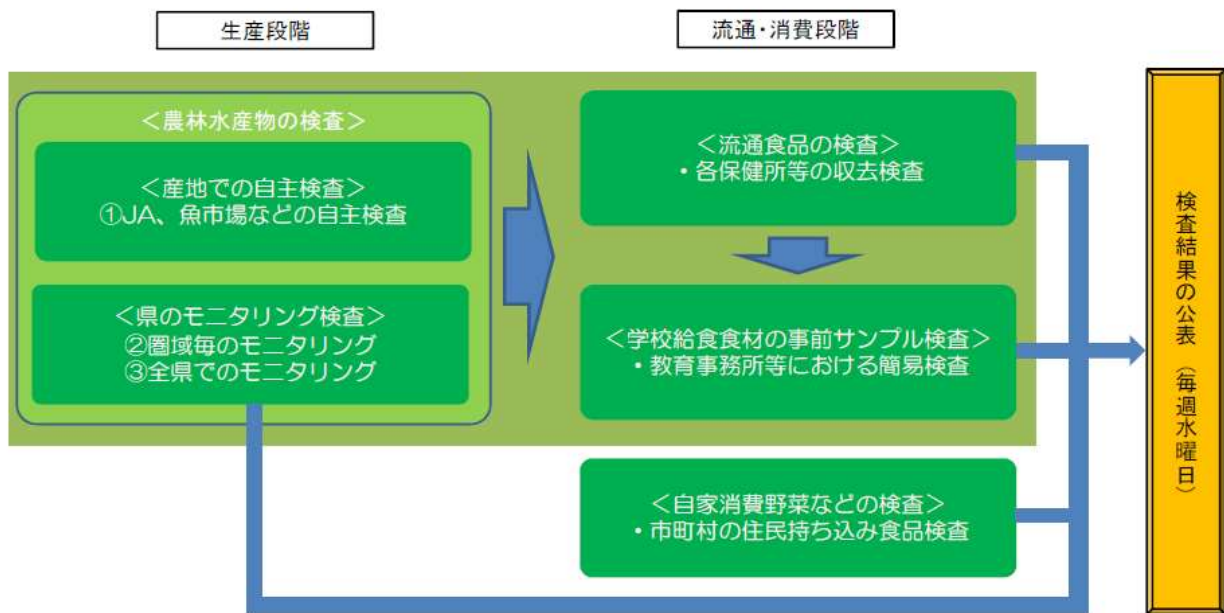 生産段階
流通・消費段階
＜農林水産物の検査＞
＜産地での自主検査＞
①JA、魚市場などの自主検査
＜県のモニタリング検査＞
②圏域毎のモニタリング
③全県でのモニタリング
＜流通食品の検査＞
・各保健所等の収去検査
＜学校給食食材の事前サンプル検査＞
・教育事務所等における簡易検査
＜自家消費野菜などの検査＞
・市町村の住民持ち込み食品検査
検査結果の公表（毎週水曜日）